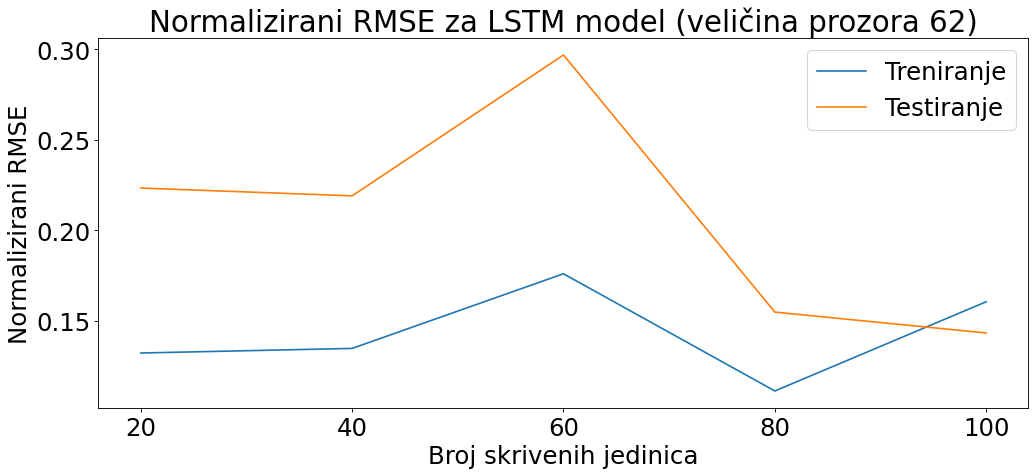 Normalizirani RMSE za LSTM model (veličina prozora 62)
Normalizirani RMSE
0.30
0.25
0.20
0.15
Treniranje
Testiranje
20 40 60 80 100
Broj skrivenih jedinica